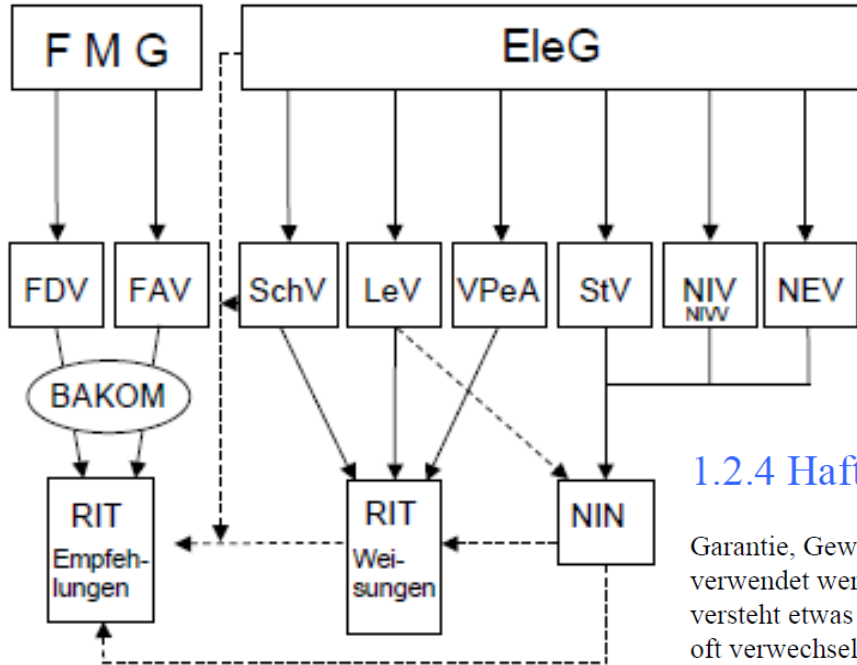 F M G
EleG
FDV
FAV
SchV
LeV
VPeA
StV
NIV
NIVV
NEV
BAKOM
RIT
Empfeh-
lungen
RIT
Wei-
sungen
NIN
1.2.4 Haft
Garantie, Gew
verwendet wer
versteht etwas
oft verwechsel